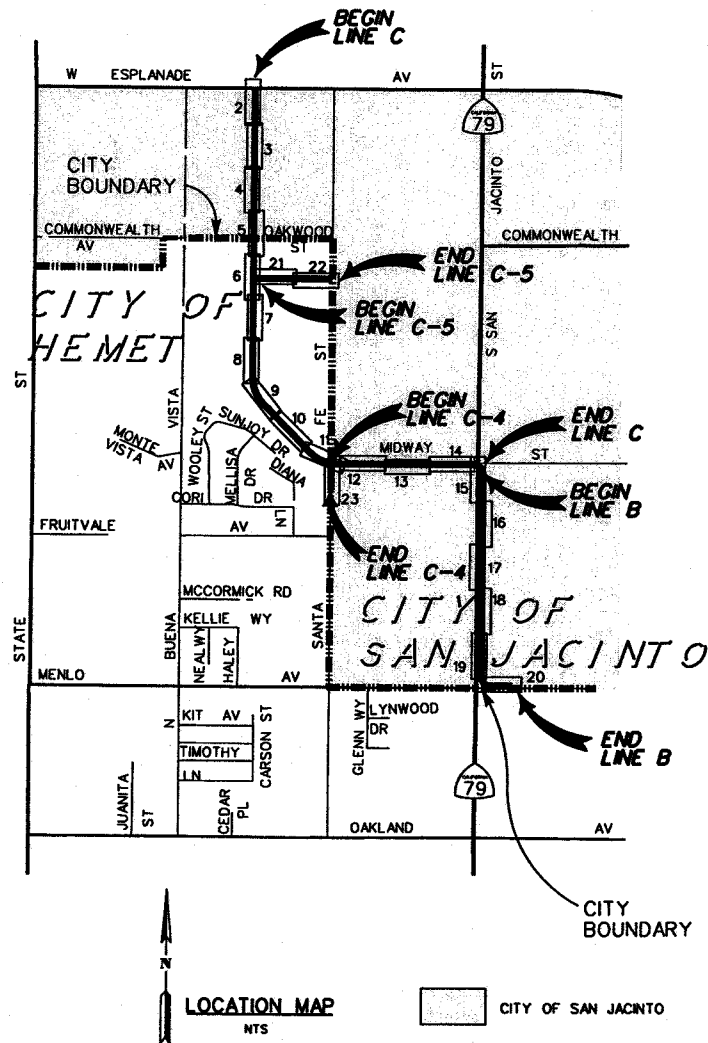 BEGIN
LINE C
W ESPLANADE AV
ST
CALIFORNIA
79
2
3
CITY
BOUNDARY
4
JACINTO
COMMONWEALTH
AV
5
OAKWOOD
ST
COMMONWEALTH
END
LINE C-5
21
22
6
CITY OF
HEMET
BEGIN
LINE C-5
7
ST
S SAN
8
ST
VISTA
9
BEGIN
LINE C-4
END
LINE C
10
FE
11
WOOLEY ST
SUNJOY DR
MONTE
VISTA AV
MELLISA
DR
DIANA
LN
CORI DR
MIDWAY
ST
12
13
14
15
23
BEGIN
LINE B
16
FRUITVALE
AV
END
LINE C-4
17
MCCORMICK RD
18
CITY OF
SAN JACINTO
KELLIE WY
BUENA
NEALWY
HALEY
SANTA
STATE
19
MENLO
AV
20
END
LINE B
N
KIT AV
TIMOTHY
LN
CARSON ST
GLENN WY
LYNWOOD
DR
CALIFORNIA
79
JUANITA
ST
CEDAR
PL
OAKLAND
AV
CITY
BOUNDARY
N
LOCATION MAP
NTS
CITY OF SAN JACINTO